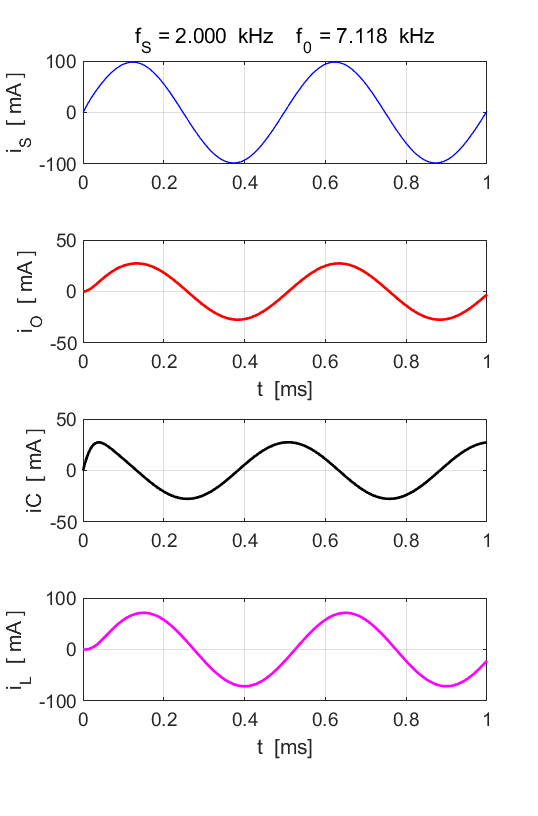 f_S = 2.000 kHz f_0 = 7.118 kHz
100
0
-100
i_S [ mA ]
0 0.2 0.4 0.6 0.8 1
50
0
-50
i_O [ mA ]
0 0.2 0.4 0.6 0.8 1
t [ms]
50
0
-50
iC [ mA ]
0 0.2 0.4 0.6 0.8 1
100
0
-100
i_L [ mA ]
0 0.2 0.4 0.6 0.8 1
t [ms]